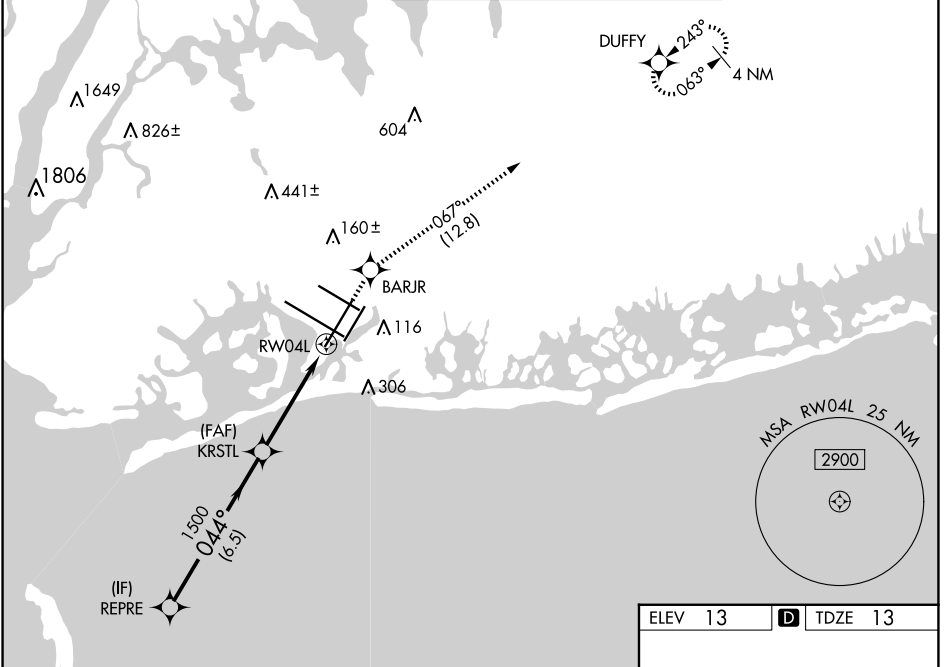 DUFFY
243°
063°
4 NM
1649
826±
604
1806
441±
160±
067°
(12.8)
BARJR
116
RW04L
306
(FAF)
KRSTL
MSA RW04L 25 NM
2900
1500
044°
(6.5)
(IF)
REPRE
ELEV 13 D TDZE 13